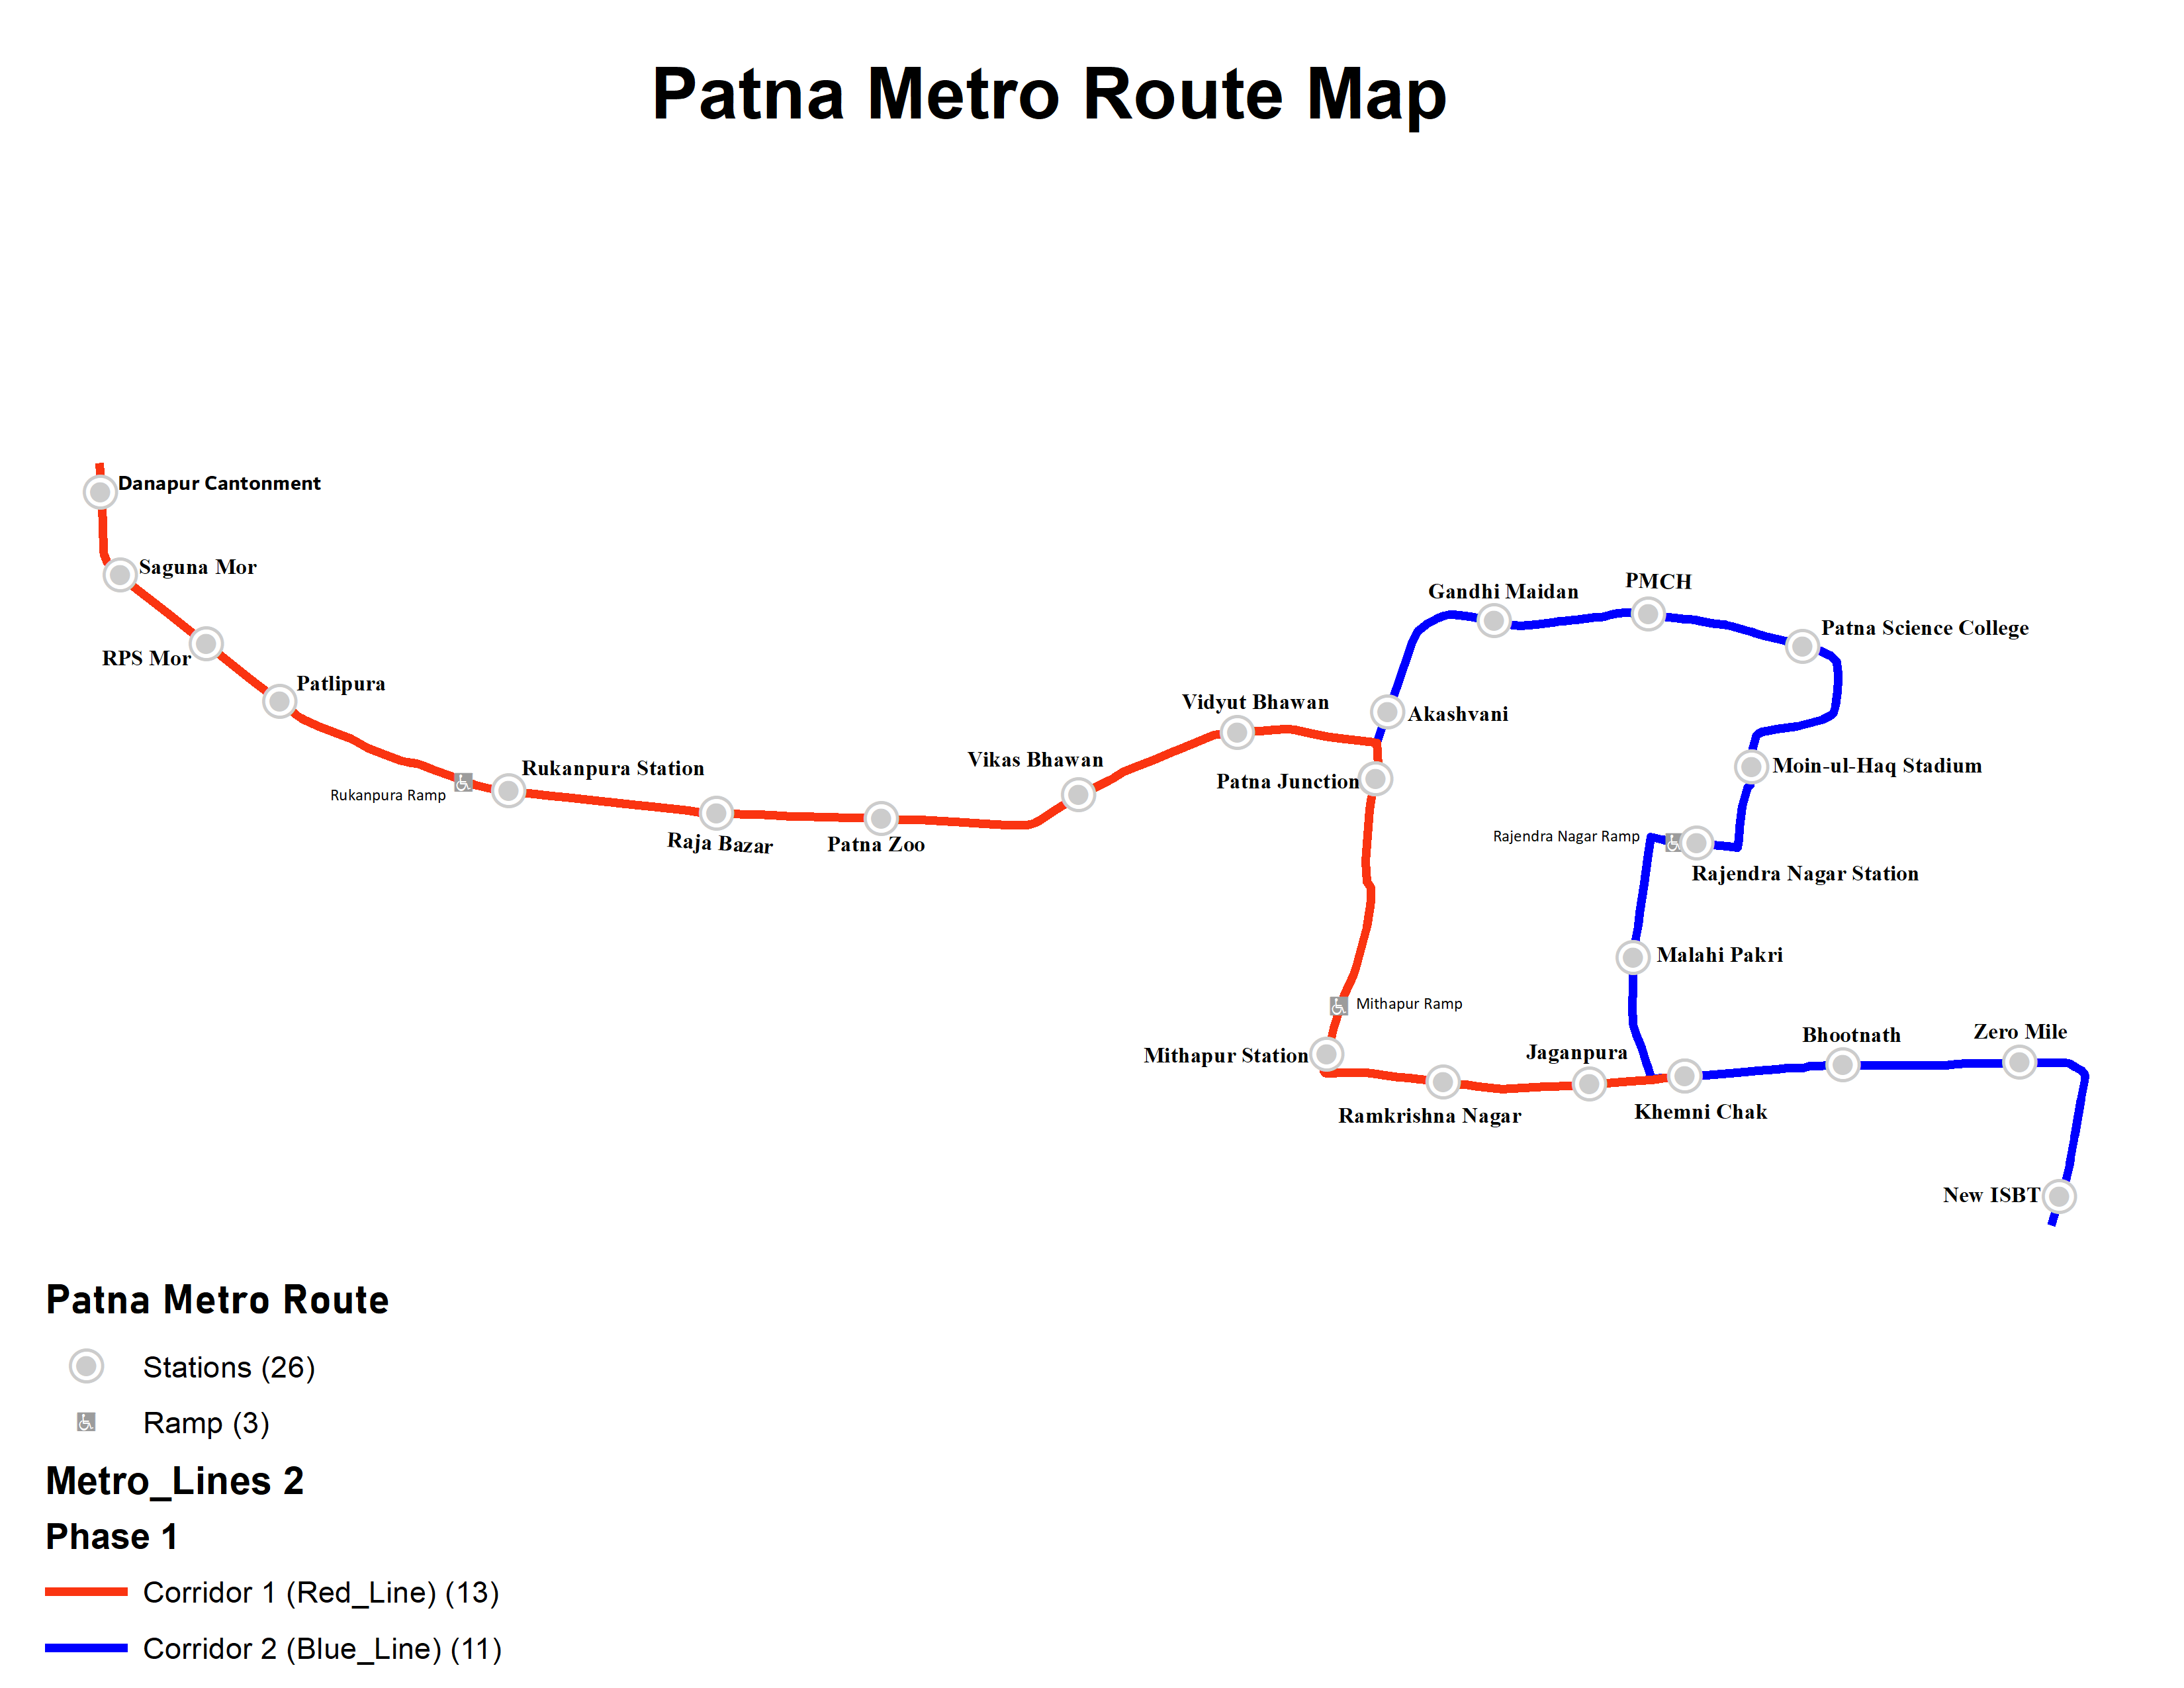 Patna Metro Route Map
Danapur Cantonment
Saguna Mor
RPS Mor
Patlipura
Rukanpura Ramp
Rukanpura Station
Raja Bazar
Patna Zoo
Vikas Bhawan
Vidyut Bhawan
Patna Junction
Akashvani
Gandhi Maidan
PMCH
Patna Science College
Moin-ul-Haq Stadium
Rajendra Nagar Ramp
Rajendra Nagar Station
Malahi Pakri
Mithapur Ramp
Mithapur Station
Ramkrishna Nagar
Jaganpura
Khemni Chak
Bhootnath
Zero Mile
New ISBT
Patna Metro Route
Stations (26)
Ramp (3)
Metro_Lines 2
Phase 1
Corridor 1 (Red_Line) (13)
Corridor 2 (Blue_Line) (11)